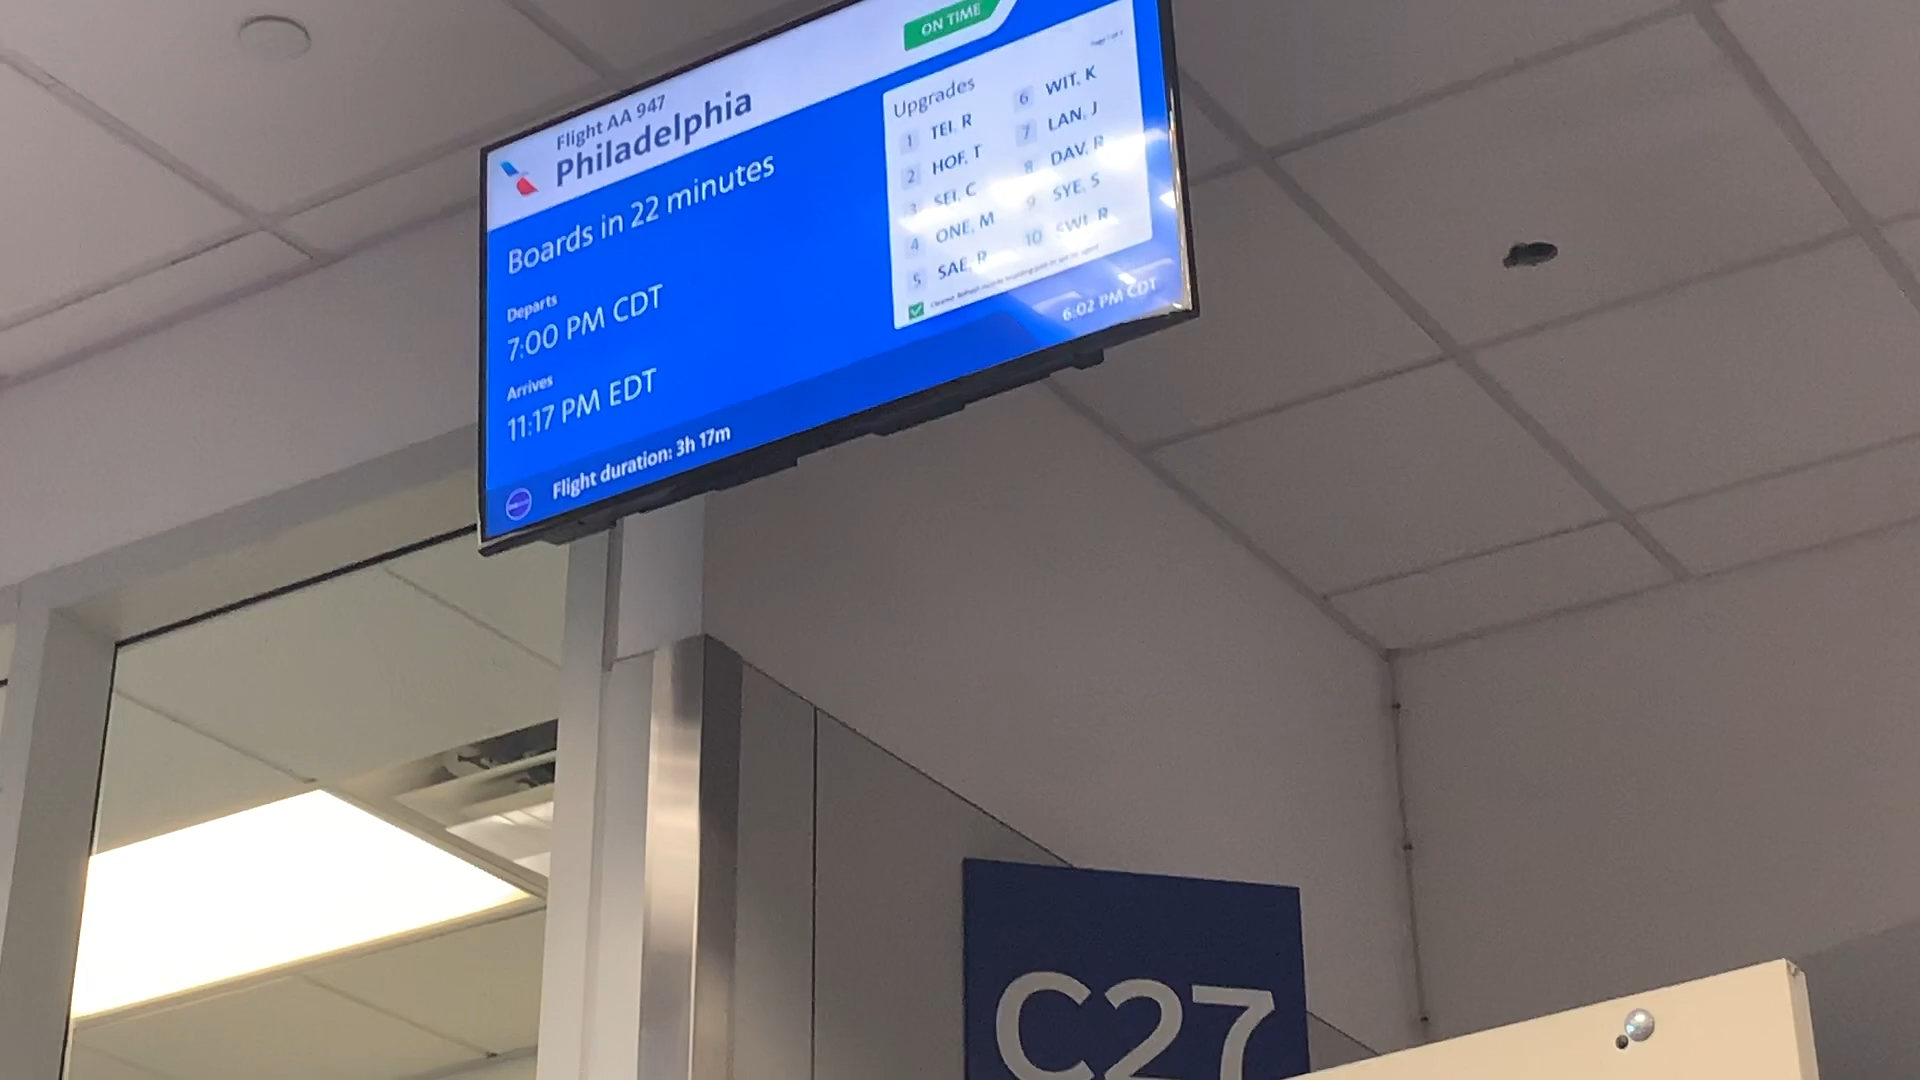 ON TIME
Flight AA 947
Philadelphia
Boards in 22 minutes
Departs
7:00 PM CDT
Arrives
11:17 PM EDT
Flight duration: 3h 17m
Upgrades
1 TEI, R
2 HOF, T
3 SEI, C
4 ONE, M
5 SAE, R
6 WIT, K
7 LAN, J
8 DAV, R
9 SYE, S
10 SWI, R
6:02 PM CDT
C27